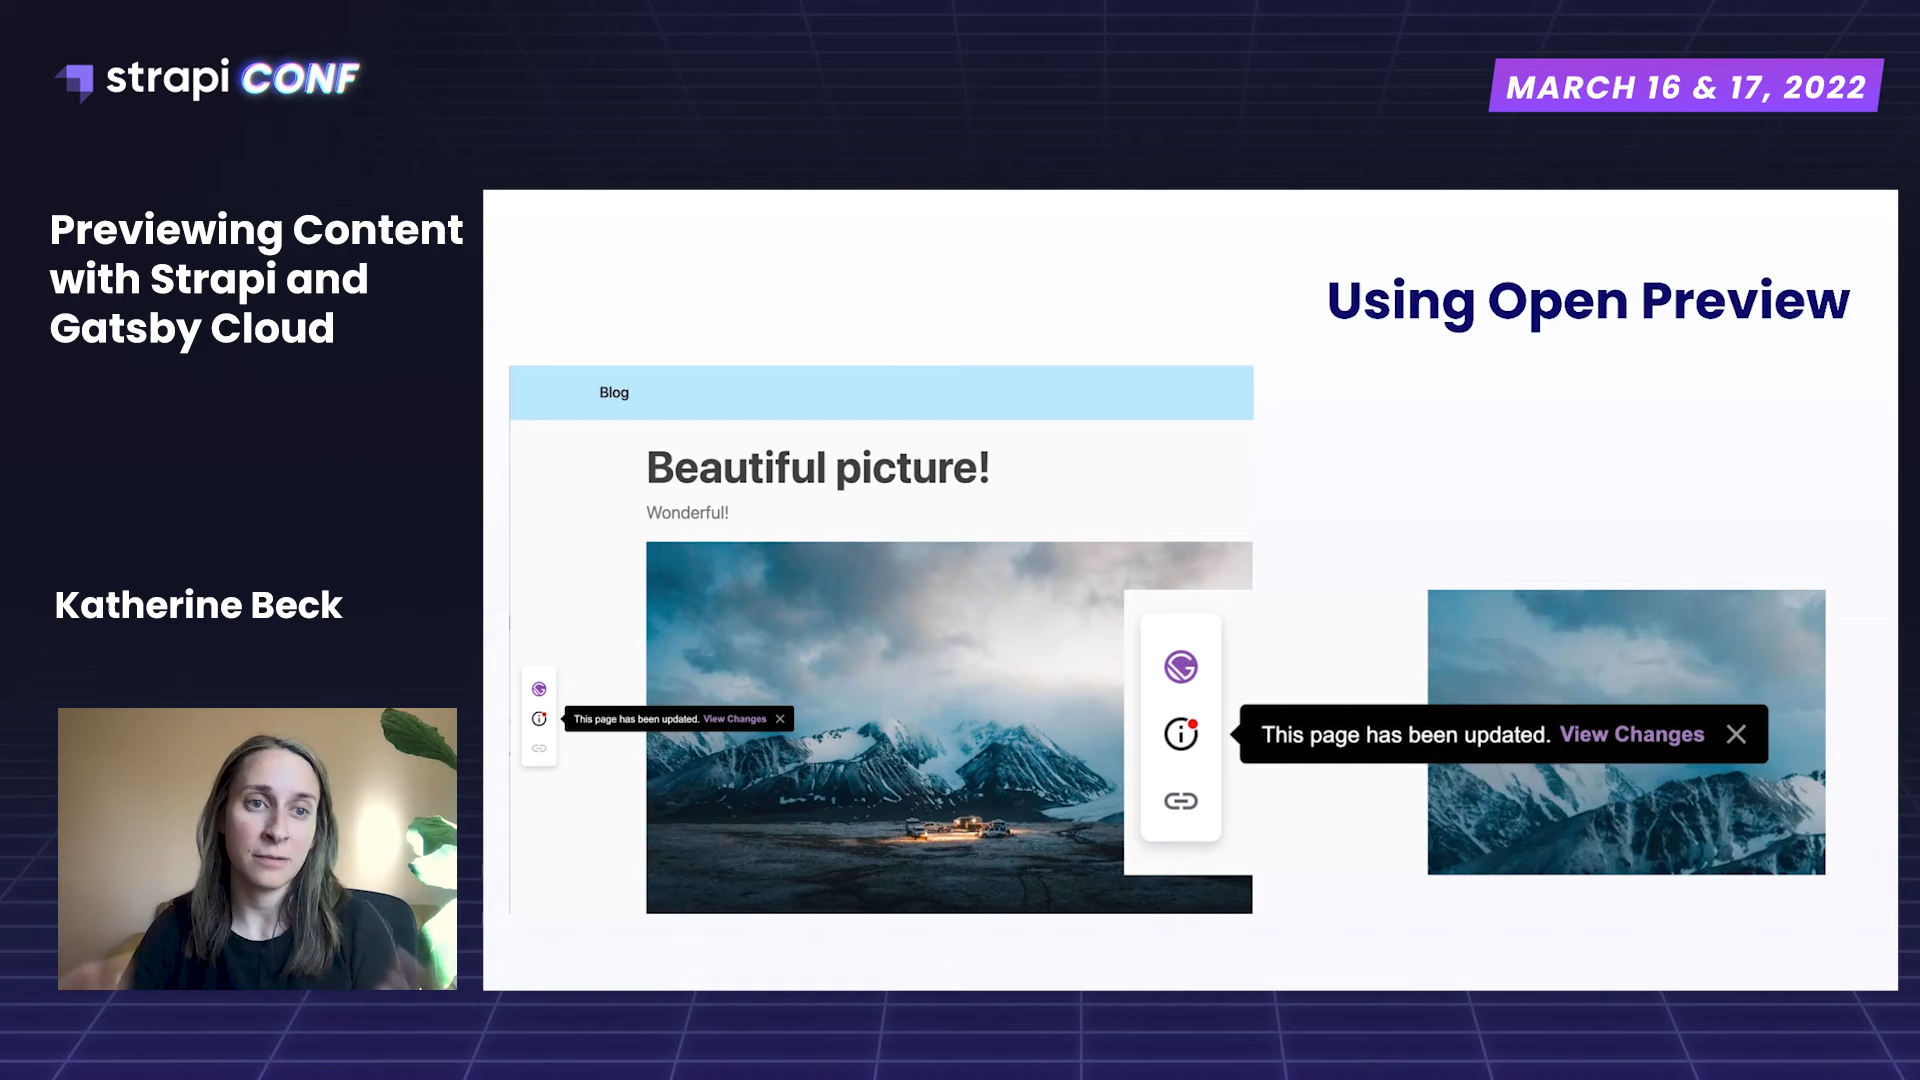 strapi CONF
MARCH 16 & 17, 2022
Previewing Content
with Strapi and
Gatsby Cloud
Katherine Beck
Using Open Preview
Blog
Beautiful picture!
Wonderful!
This page has been updated. View Changes
This page has been updated. View Changes